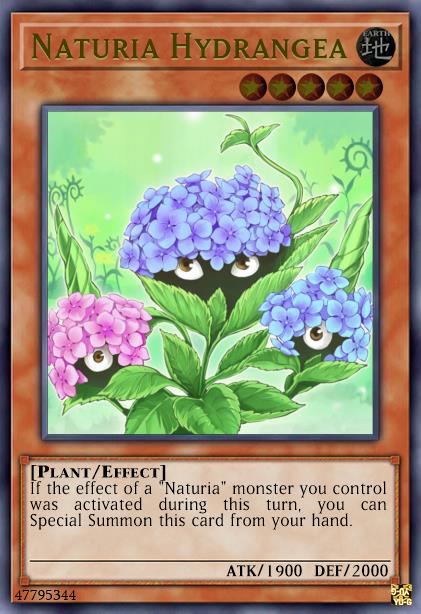 NATURIA HYDRANGEA
EARTH
地
[PLANT/EFFECT]
If the effect of a "Naturia" monster you control
was activated during this turn, you can
Special Summon this card from your hand.
ATK/1900 DEF/2000
47795344